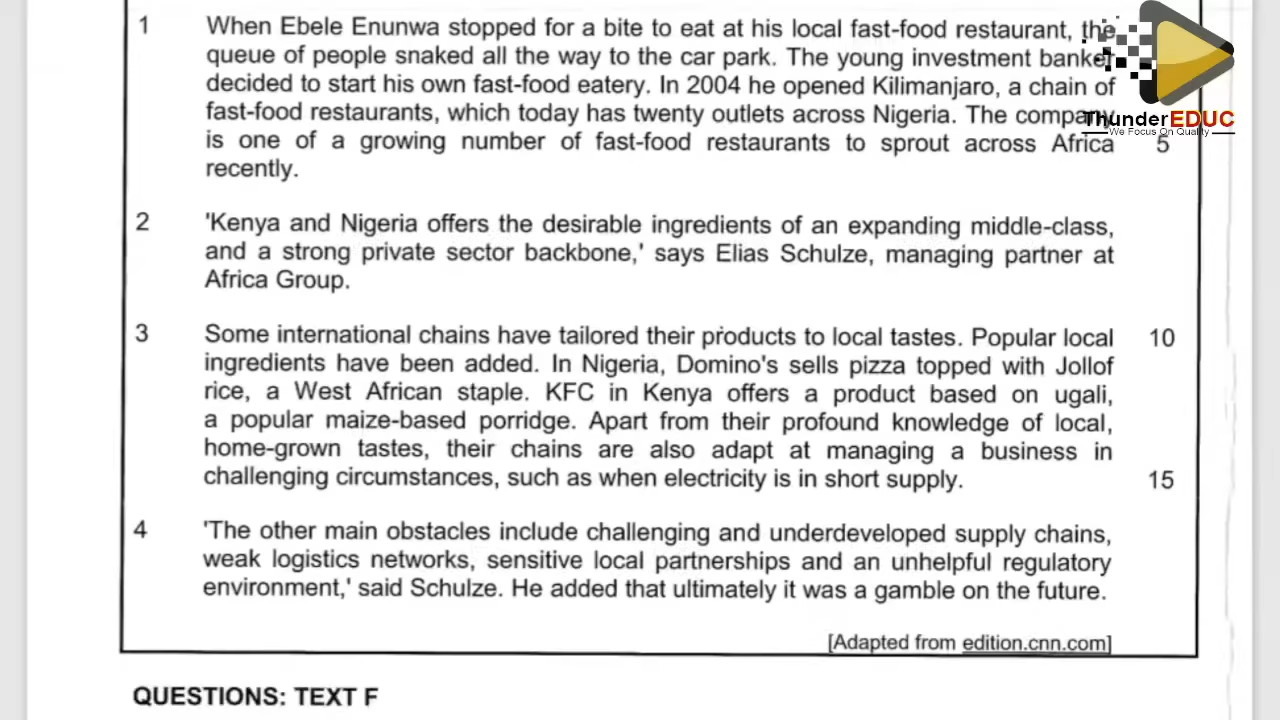 1 When Ebele Enunwa stopped for a bite to eat at his local fast-food restaurant, the
queue of people snaked all the way to the car park. The young investment banker
decided to start his own fast-food eatery. In 2004 he opened Kilimanjaro, a chain of
fast-food restaurants, which today has twenty outlets across Nigeria. The company
is one of a growing number of fast-food restaurants to sprout across Africa 5
recently.
2 'Kenya and Nigeria offers the desirable ingredients of an expanding middle-class,
and a strong private sector backbone,' says Elias Schulze, managing partner at
Africa Group.
3 Some international chains have tailored their products to local tastes. Popular local 10
ingredients have been added. In Nigeria, Domino's sells pizza topped with Jollof
rice, a West African staple. KFC in Kenya offers a product based on ugali,
a popular maize-based porridge. Apart from their profound knowledge of local,
home-grown tastes, their chains are also adapt at managing a business in
challenging circumstances, such as when electricity is in short supply. 15
4 'The other main obstacles include challenging and underdeveloped supply chains,
weak logistics networks, sensitive local partnerships and an unhelpful regulatory
environment,' said Schulze. He added that ultimately it was a gamble on the future.
[Adapted from edition.cnn.com]
QUESTIONS: TEXT F
ThunderEDUC
We Focus On Quality